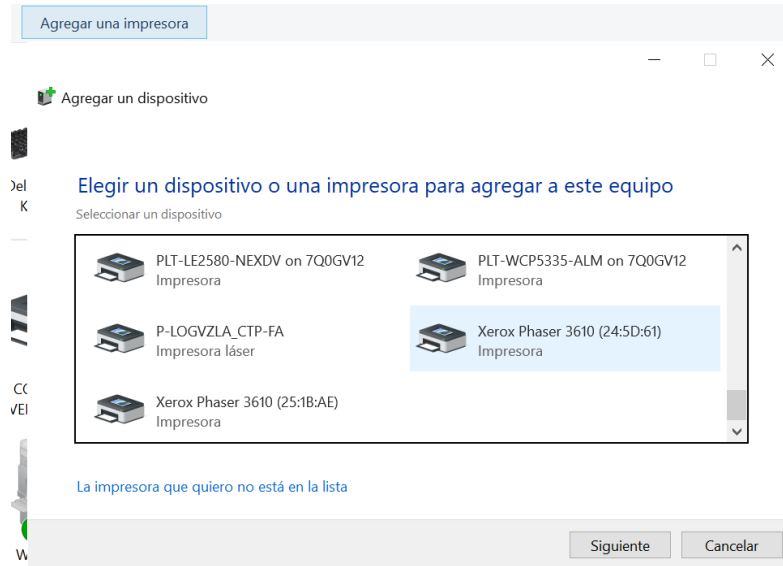 Agregar una impresora
Agregar un dispositivo
Elegir un dispositivo o una impresora para agregar a este equipo
Seleccionar un dispositivo
PLT-LE2580-NEXDV on 7Q0GV12
Impresora
PLT-WCP5335-ALM on 7Q0GV12
Impresora
P-LOGVZLA_CTP-FA
Impresora láser
Xerox Phaser 3610 (24:5D:61)
Impresora
Xerox Phaser 3610 (25:1B:AE)
Impresora
La impresora que quiero no está en la lista
Siguiente
Cancelar